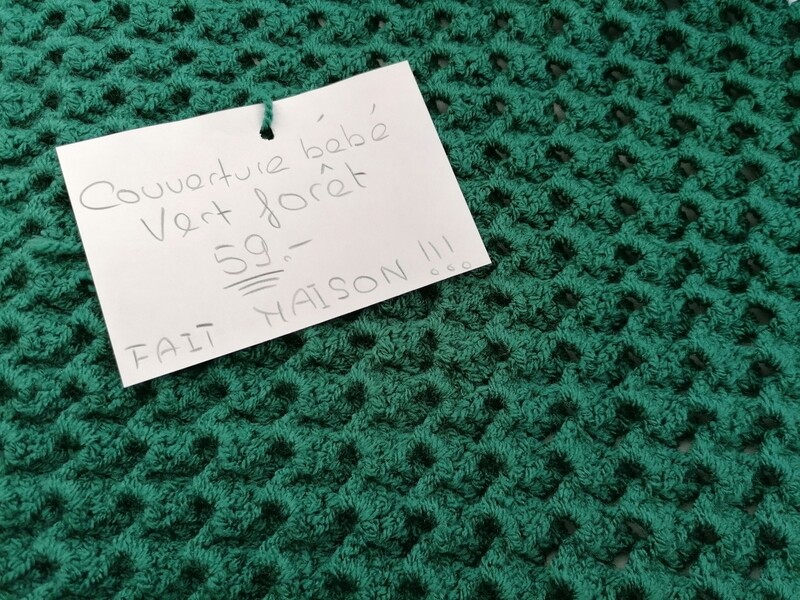 Couverture bébé
Vert forêt
59.-
FAIT MAISON !!!